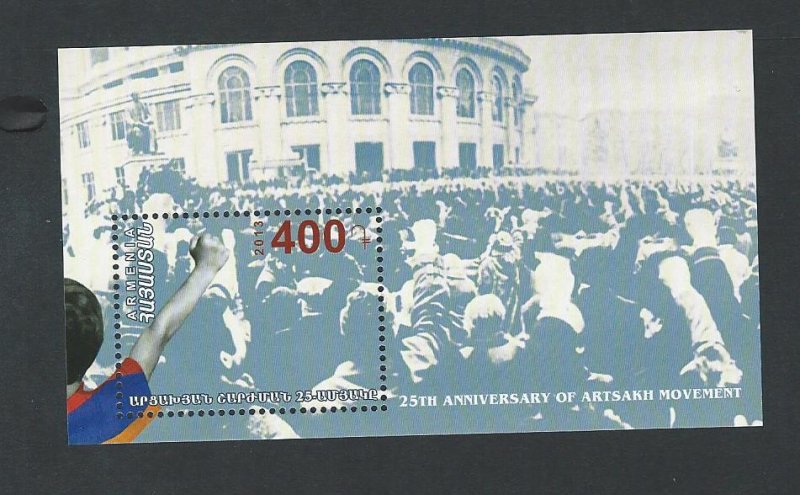 2013
400 ֏
ARMENIA
ՀԱՅԱՍՏԱՆ
ԱՐՑԱԽՅԱՆ ՇԱՐԺՄԱՆ 25-ԱՄՅԱԿԸ
25TH ANNIVERSARY OF ARTSAKH MOVEMENT